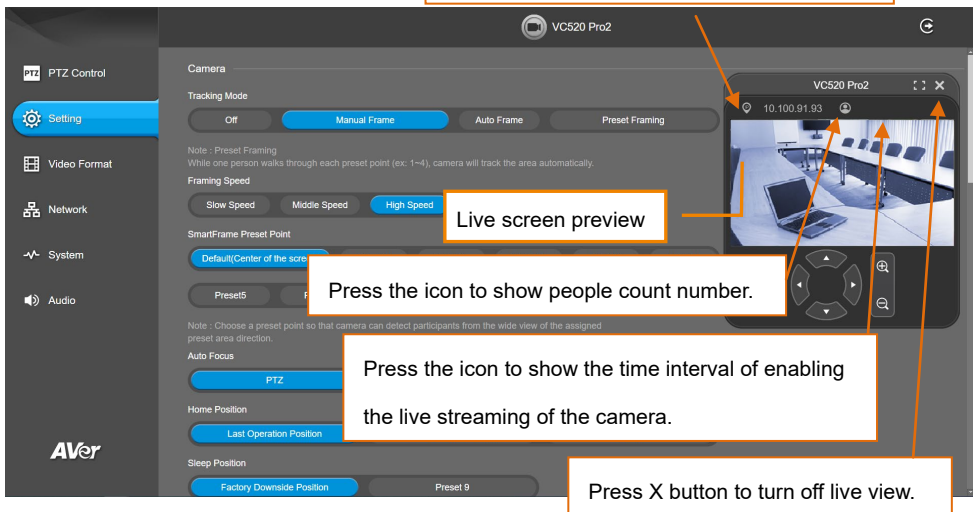 VC520 Pro2
PTZ PTZ Control
Setting
Video Format
Network
System
Audio
AVer
Camera
Tracking Mode
Off Manual Frame Auto Frame Preset Framing
Note : Preset Framing
While one person walks through each preset point (ex: 1~4), camera will track the area automatically.
Framing Speed
Slow Speed Middle Speed High Speed
SmartFrame Preset Point
Default(Center of the scre
Preset5
Note : Choose a preset point so that camera can detect participants from the wide view of the assigned
preset area direction.
Auto Focus
PTZ
Home Position
Last Operation Position
Sleep Position
Factory Downside Position Preset 9
VC520 Pro2
10.100.91.93
Live screen preview
Press the icon to show people count number.
Press the icon to show the time interval of enabling
the live streaming of the camera.
Press X button to turn off live view.